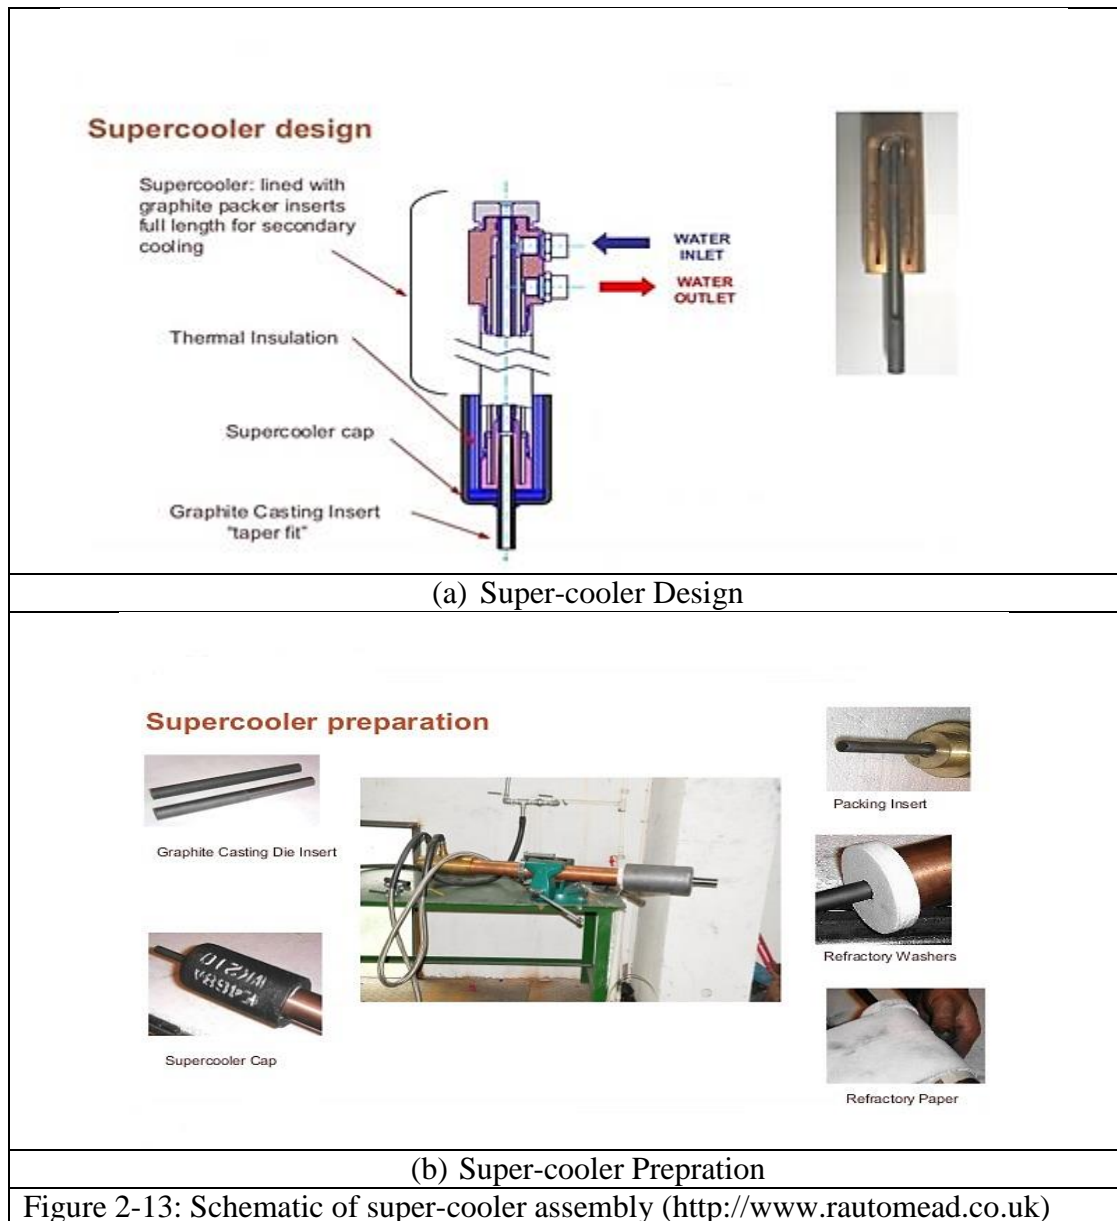 Supercooler design
Supercooler: lined with
graphite packer inserts
full length for secondary
cooling
WATER
INLET
WATER
OUTLET
Thermal Insulation
Supercooler cap
Graphite Casting Insert
"taper fit"
(a) Super-cooler Design
Supercooler preparation
Graphite Casting Die Insert
Packing Insert
Refractory Washers
WK210
Supercooler Cap
Refractory Paper
(b) Super-cooler Prepration
Figure 2-13: Schematic of super-cooler assembly (http://www.rautomead.co.uk)